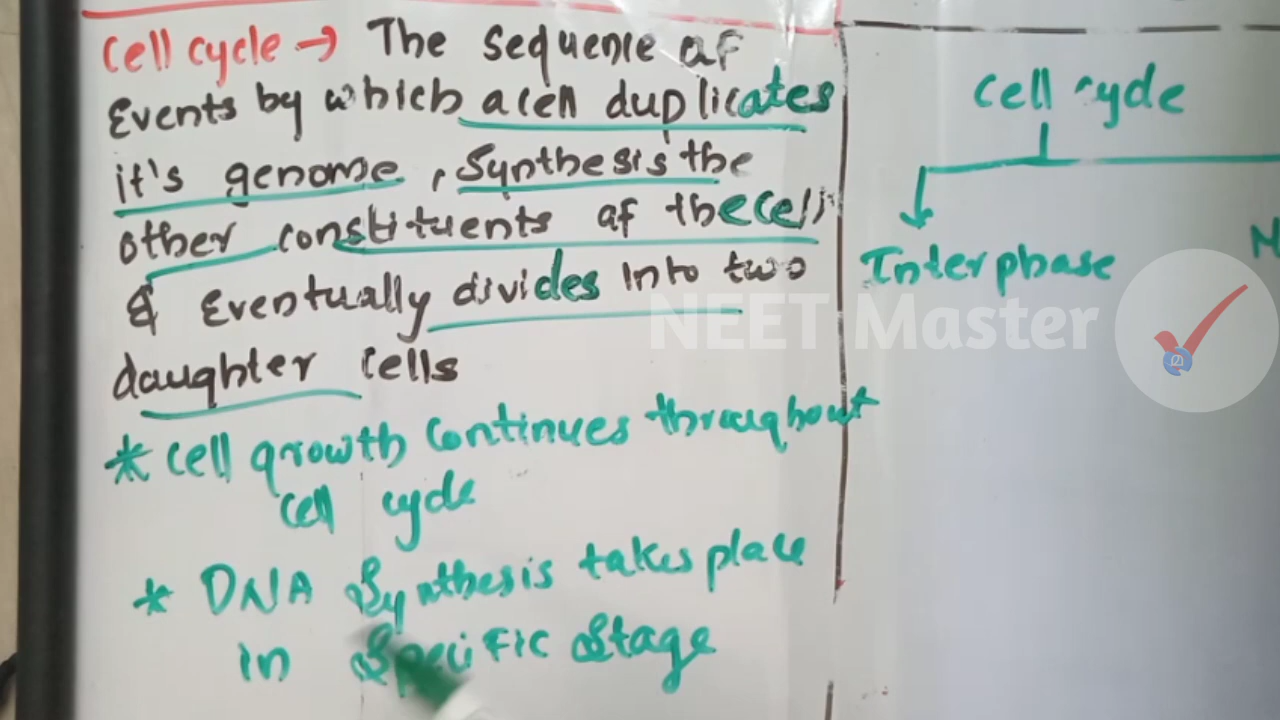 cell cycle → The sequence of
Events by which a cell duplicates
it's genome, Synthesis the
other constituents of the cell
& Eventually divides into two
daughter cells
* cell growth continues throughout
cell cycle
* DNA Synthesis takes place
in Specific Stage
cell cycle
Interphase
NEET Master